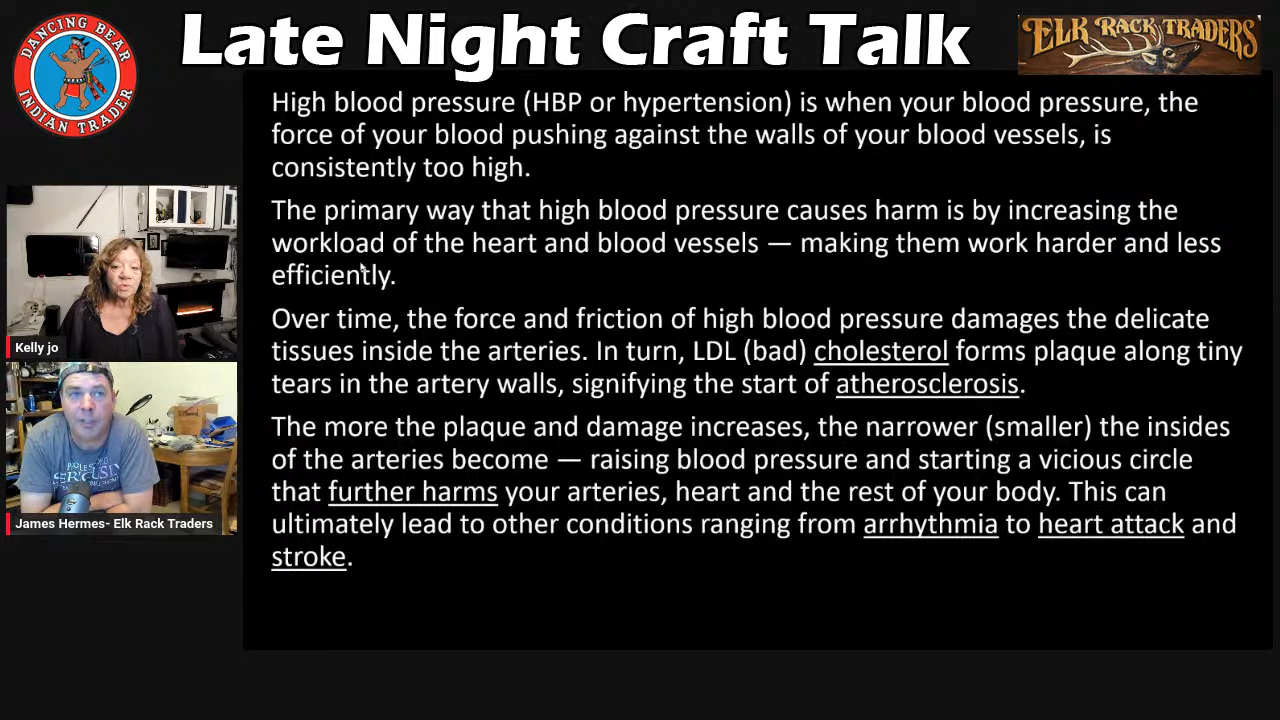 Late Night Craft Talk
DANCING BEAR
INDIAN TRADER
ELK RACK TRADERS
High blood pressure (HBP or hypertension) is when your blood pressure, the
force of your blood pushing against the walls of your blood vessels, is
consistently too high.
The primary way that high blood pressure causes harm is by increasing the
workload of the heart and blood vessels — making them work harder and less
efficiently.
Over time, the force and friction of high blood pressure damages the delicate
tissues inside the arteries. In turn, LDL (bad) cholesterol forms plaque along tiny
tears in the artery walls, signifying the start of atherosclerosis.
The more the plaque and damage increases, the narrower (smaller) the insides
of the arteries become — raising blood pressure and starting a vicious circle
that further harms your arteries, heart and the rest of your body. This can
ultimately lead to other conditions ranging from arrhythmia to heart attack and
stroke.
Kelly jo
James Hermes- Elk Rack Traders